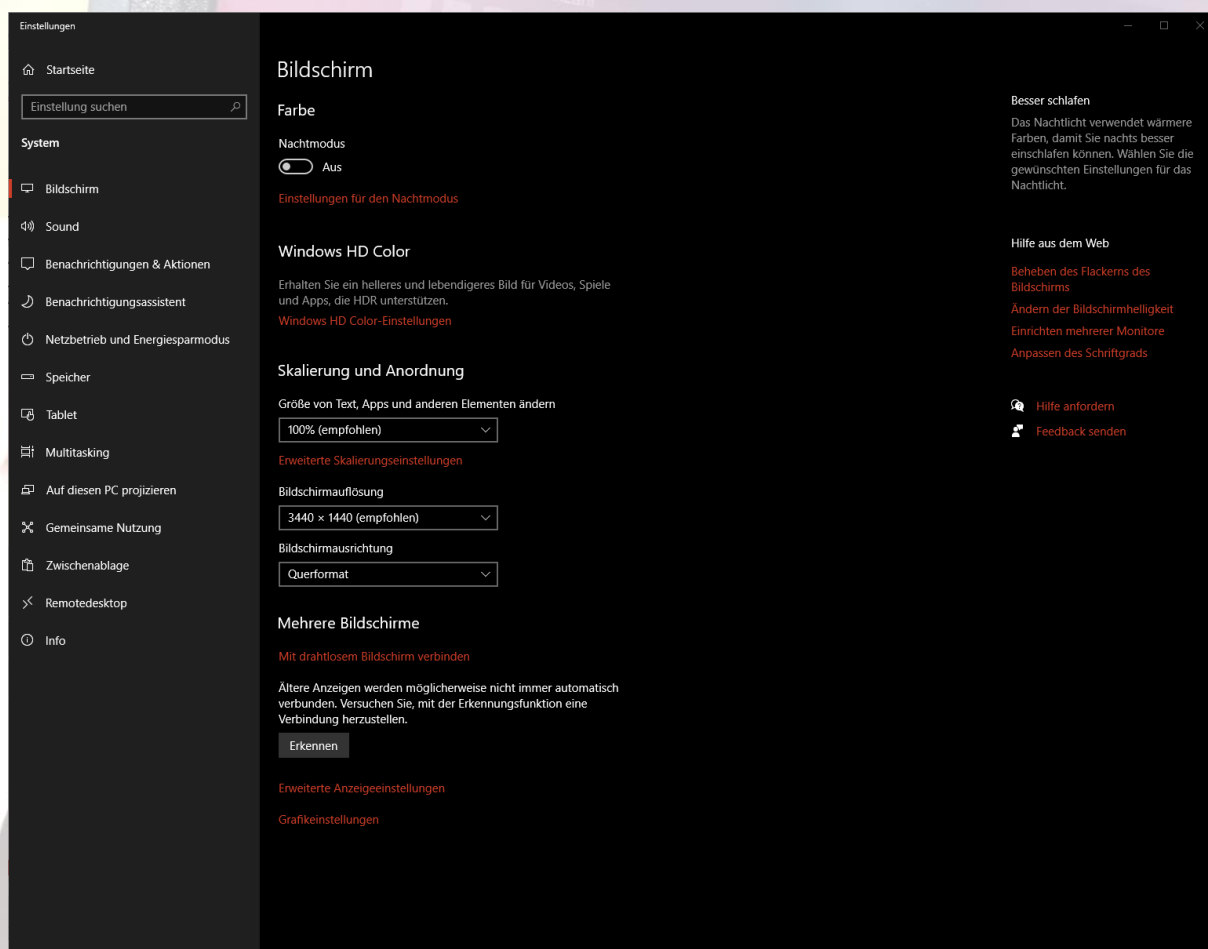 Einstellungen
Startseite
Einstellung suchen
System
Bildschirm
Sound
Benachrichtigungen & Aktionen
Benachrichtigungsassistent
Netzbetrieb und Energiesparmodus
Speicher
Tablet
Multitasking
Auf diesen PC projizieren
Gemeinsame Nutzung
Zwischenablage
Remotedesktop
Info
Bildschirm
Farbe
Nachtmodus
Aus
Einstellungen für den Nachtmodus
Windows HD Color
Erhalten Sie ein helleres und lebendigeres Bild für Videos, Spiele
und Apps, die HDR unterstützen.
Windows HD Color-Einstellungen
Skalierung und Anordnung
Größe von Text, Apps und anderen Elementen ändern
100% (empfohlen)
Erweiterte Skalierungseinstellungen
Bildschirmauflösung
3440 × 1440 (empfohlen)
Bildschirmausrichtung
Querformat
Mehrere Bildschirme
Mit drahtlosem Bildschirm verbinden
Ältere Anzeigen werden möglicherweise nicht immer automatisch
verbunden. Versuchen Sie, mit der Erkennungsfunktion eine
Verbindung herzustellen.
Erkennen
Erweiterte Anzeigeeinstellungen
Grafikeinstellungen
Besser schlafen
Das Nachtlicht verwendet wärmere
Farben, damit Sie nachts besser
einschlafen können. Wählen Sie die
gewünschten Einstellungen für das
Nachtlicht.
Hilfe aus dem Web
Beheben des Flackerns des
Bildschirms
Ändern der Bildschirmhelligkeit
Einrichten mehrerer Monitore
Anpassen des Schriftgrads
Hilfe anfordern
Feedback senden